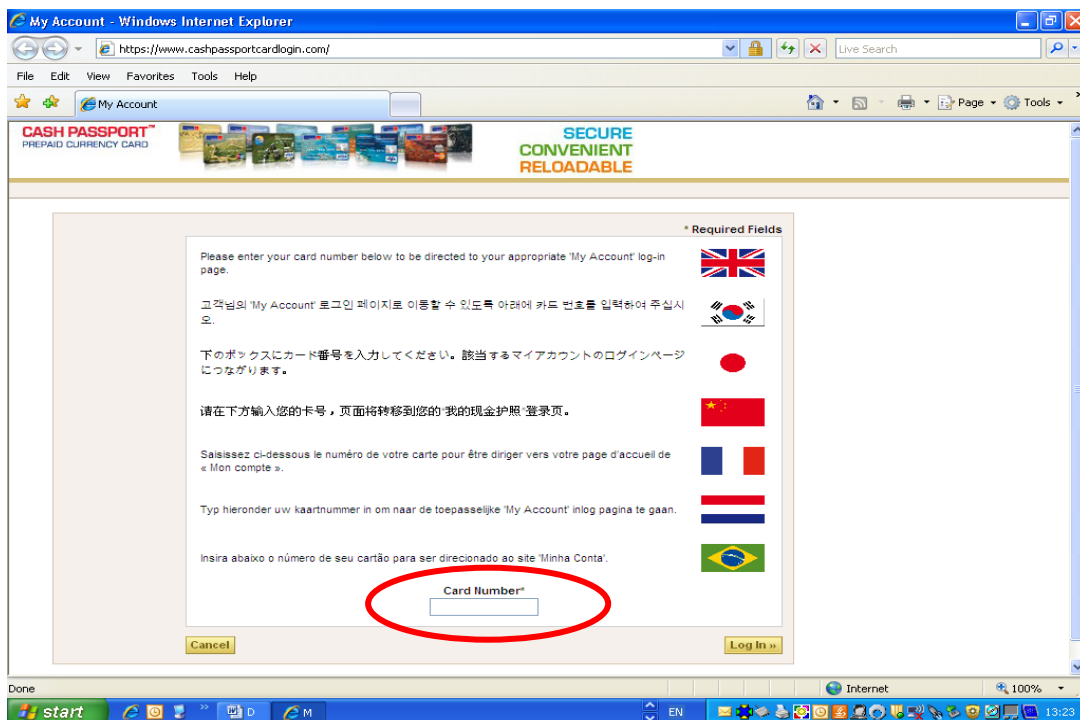 My Account - Windows Internet Explorer
https://www.cashpassportcardlogin.com/
Live Search
File Edit View Favorites Tools Help
My Account
Page Tools
CASH PASSPORT™
PREPAID CURRENCY CARD
SECURE
CONVENIENT
RELOADABLE
* Required Fields
Please enter your card number below to be directed to your appropriate 'My Account' log-in
page.
고객님의 'My Account' 로그인 페이지로 이동할 수 있도록 아래에 카드 번호를 입력하여 주십시
오.
下のボックスにカード番号を入力してください。該当するマイアカウントのログインページ
につながります。
请在下方输入您的卡号，页面将转移到您的'我的现金护照'登录页。
Saisissez ci-dessous le numéro de votre carte pour être diriger vers votre page d'accueil de
« Mon compte ».
Typ hieronder uw kaartnummer in om naar de toepasselijke 'My Account' inlog pagina te gaan.
Insira abaixo o número de seu cartão para ser direcionado ao site 'Minha Conta'.
Card Number*
Cancel
Log In »
Done
Internet
100%
start
D
M
EN
13:23